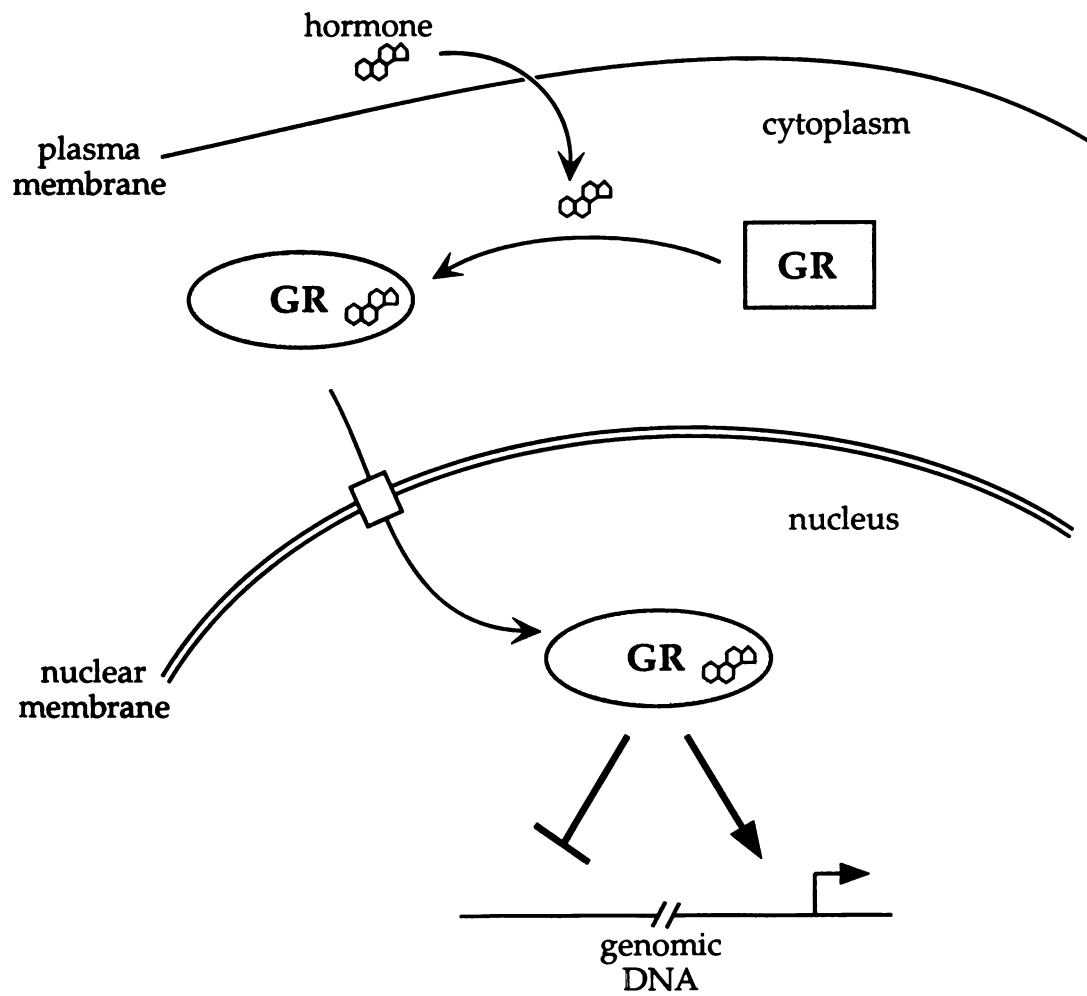 hormone
cytoplasm
plasma
membrane
GR
GR
nucleus
GR
nuclear
membrane
genomic
DNA